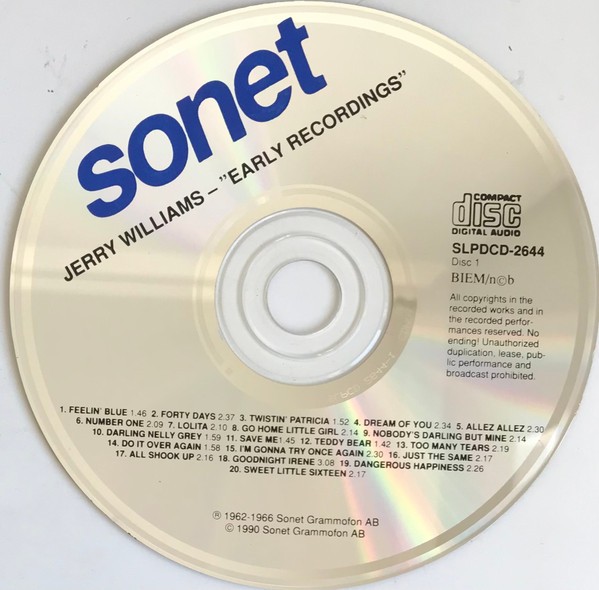 sonet
JERRY WILLIAMS – "EARLY RECORDINGS"
COMPACT
disc
DIGITAL AUDIO
SLPDCD-2644
Disc 1
BIEM/n©b
All copyrights in the
recorded works and in
the recorded perfor-
mances reserved. No
ending! Unauthorized
duplication, lease, pub-
lic performance and
broadcast prohibited.
1. FEELIN' BLUE 1.46 2. FORTY DAYS 2.37 3. TWISTIN' PATRICIA 1.52 4. DREAM OF YOU 2.34 5. ALLEZ ALLEZ 2.30
6. NUMBER ONE 2.09 7. LOLITA 2.10 8. GO HOME LITTLE GIRL 2.14 9. NOBODY'S DARLING BUT MINE 2.14
10. DARLING NELLY GREY 1.59 11. SAVE ME 1.45 12. TEDDY BEAR 1.42 13. TOO MANY TEARS 2.19
14. DO IT OVER AGAIN 1.58 15. I'M GONNA TRY ONCE AGAIN 2.30 16. JUST THE SAME 2.17
17. ALL SHOOK UP 2.16 18. GOODNIGHT IRENE 3.08 19. DANGEROUS HAPPINESS 2.26
20. SWEET LITTLE SIXTEEN 2.17
℗ 1962-1966 Sonet Grammofon AB
© 1990 Sonet Grammofon AB